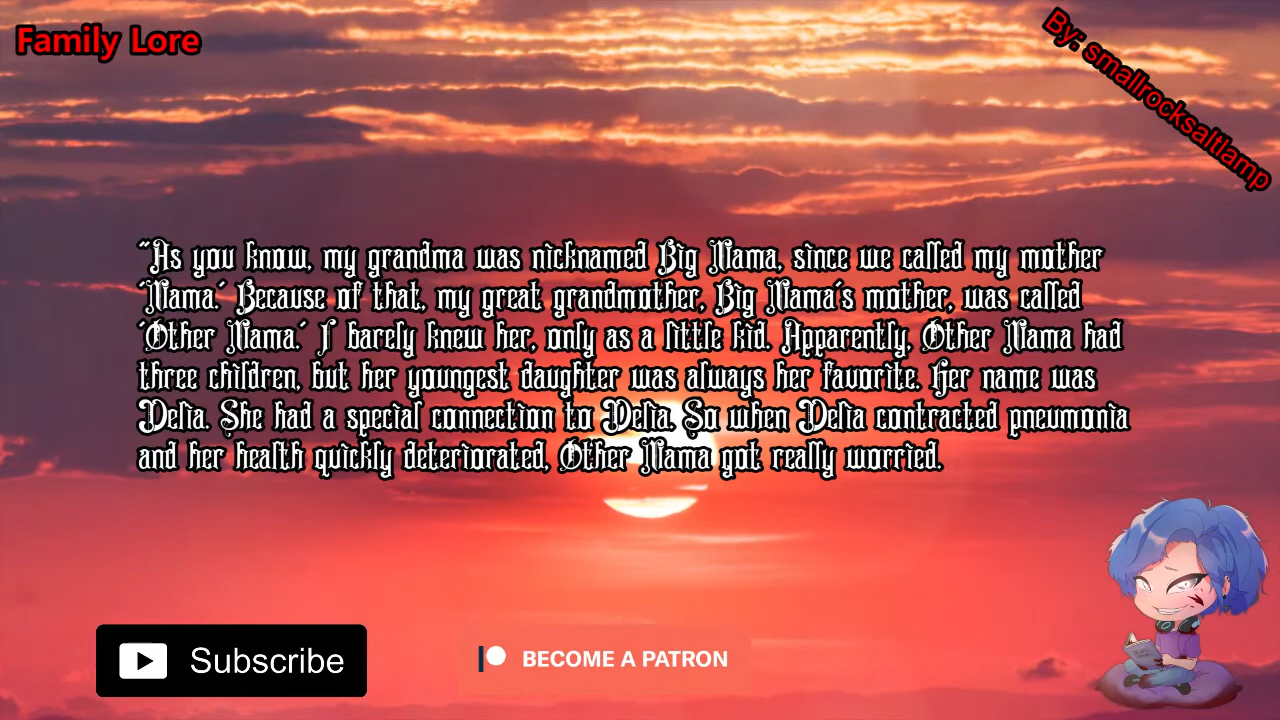 Family Lore
By: smallrocksaltlamp
"As you know, my grandma was nicknamed Big Mama, since we called my mother
'Mama.' Because of that, my great grandmother, Big Mama's mother, was called
'Other Mama.' I barely knew her, only as a little kid. Apparently, Other Mama had
three children, but her youngest daughter was always her favorite. Her name was
Delia. She had a special connection to Delia. So when Delia contracted pneumonia
and her health quickly deteriorated, Other Mama got really worried.
Subscribe
BECOME A PATRON